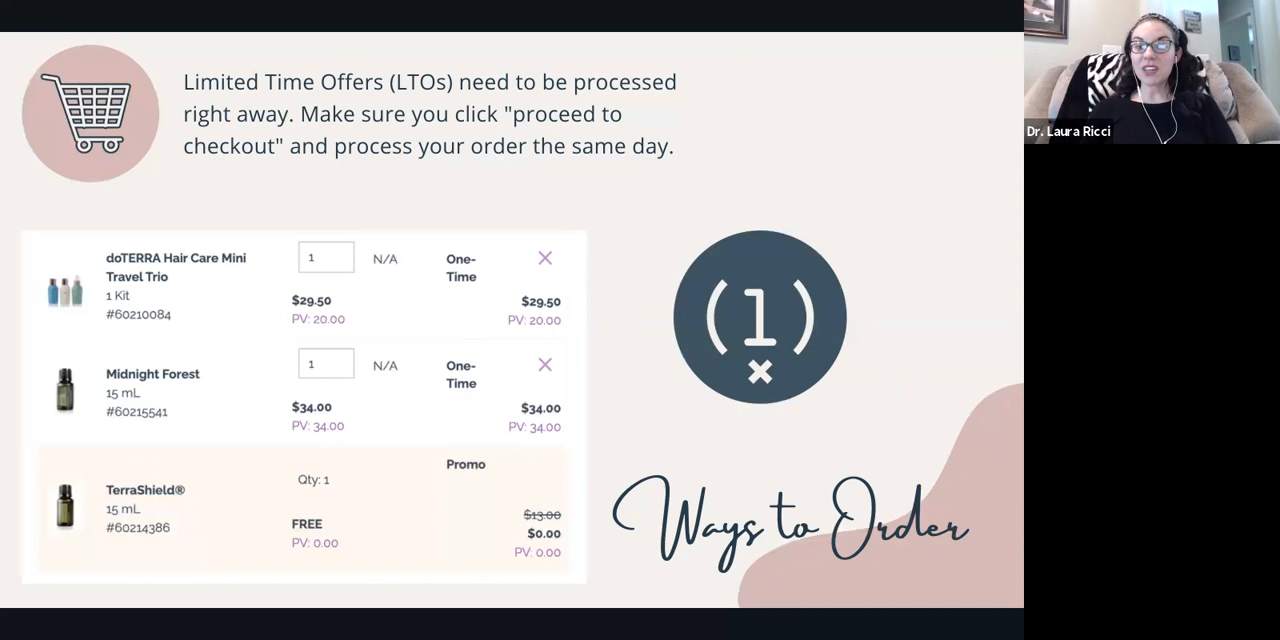 Limited Time Offers (LTOs) need to be processed
right away. Make sure you click "proceed to
checkout" and process your order the same day.
Dr. Laura Ricci
doTERRA Hair Care Mini
Travel Trio
1 Kit
#60210084
1
N/A
One-
Time
$29.50
PV: 20.00
$29.50
PV: 20.00
Midnight Forest
15 mL
#60215541
1
N/A
One-
Time
$34.00
PV: 34.00
$34.00
PV: 34.00
TerraShield®
15 mL
#60214386
Qty: 1
Promo
FREE
PV: 0.00
$13.00
$0.00
PV: 0.00
(1)
x
Ways to Order